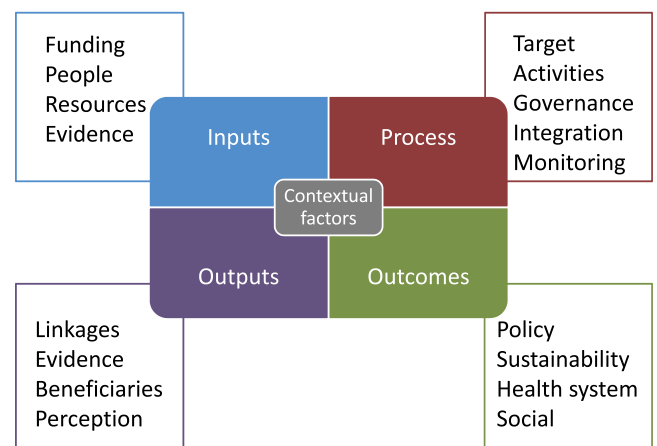 Funding
People
Resources
Evidence
Target
Activities
Governance
Integration
Monitoring
Inputs
Process
Contextual
factors
Outputs
Outcomes
Linkages
Evidence
Beneficiaries
Perception
Policy
Sustainability
Health system
Social